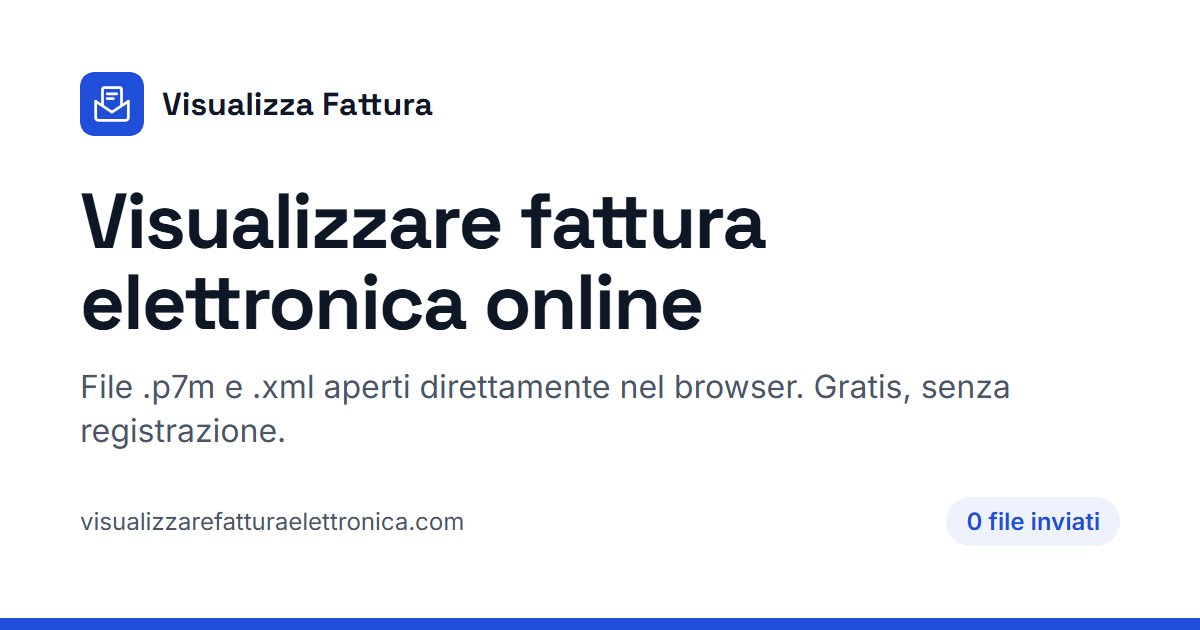 Visualizza Fattura
Visualizzare fattura
elettronica online
File .p7m e .xml aperti direttamente nel browser. Gratis, senza
registrazione.
visualizzarefatturaelettronica.com
0 file inviati